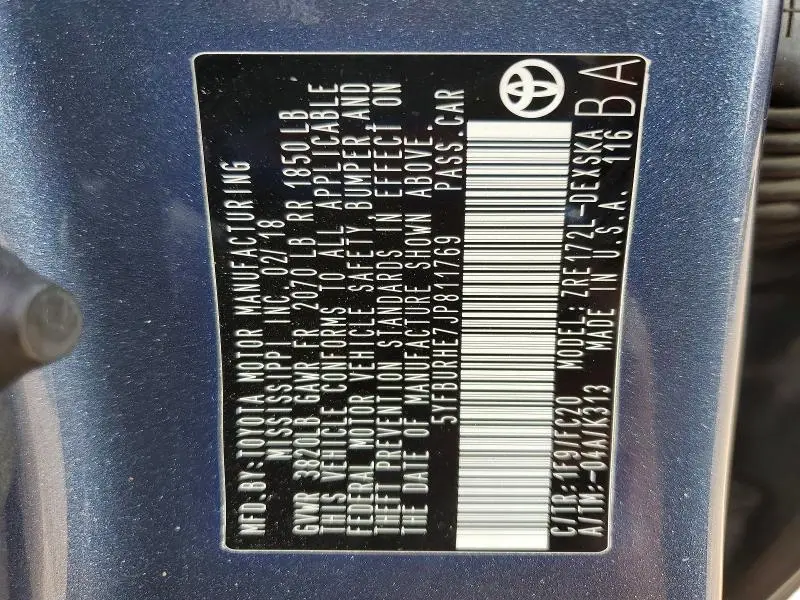 MFD.BY:TOYOTA MOTOR MANUFACTURING
MISSISSIPPI INC. 02/18
GVWR 3820LB GAWR FR 2070 LB RR 1850 LB
THIS VEHICLE CONFORMS TO ALL APPLICABLE
FEDERAL MOTOR VEHICLE SAFETY, BUMPER, AND
THEFT PREVENTION STANDARDS IN EFFECT ON
THE DATE OF MANUFACTURE SHOWN ABOVE.
5YFBURHE7JP811769 PASS.CAR
C/TR:1F9/FC20 MODEL:ZRE172L-DEXSKA
A/TM:-04A/K313 MADE IN U.S.A. 116
BA